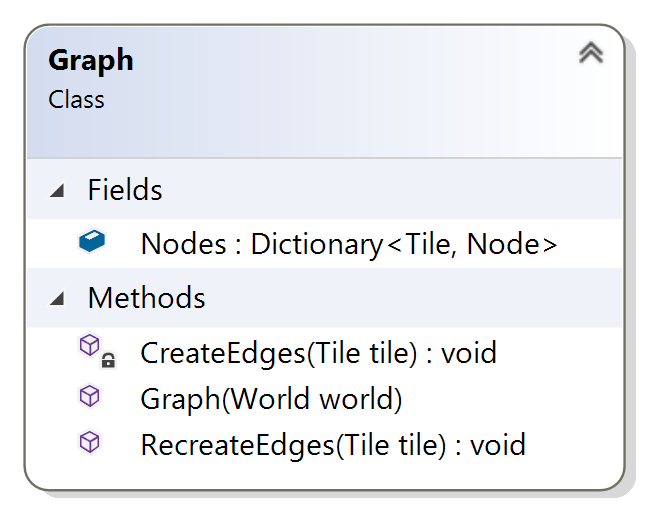 Graph
Class
Fields
Nodes : Dictionary<Tile, Node>
Methods
CreateEdges(Tile tile) : void
Graph(World world)
RecreateEdges(Tile tile) : void